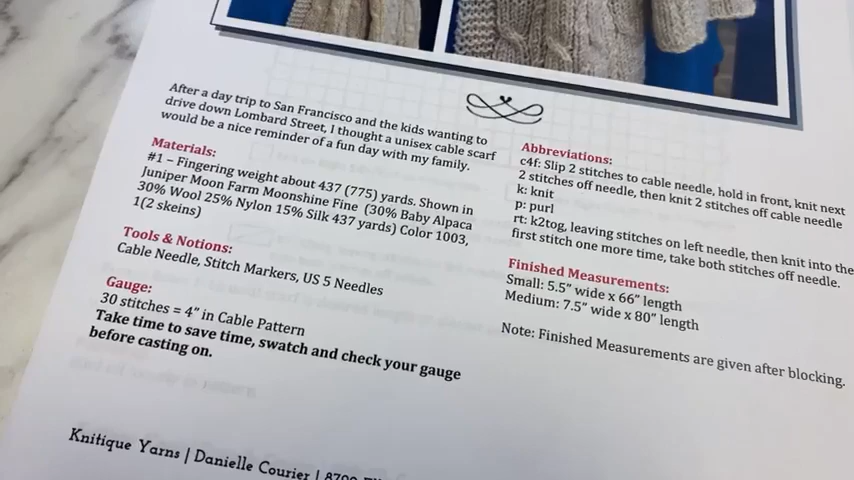 After a day trip to San Francisco and the kids wanting to
drive down Lombard Street, I thought a unisex cable scarf
would be a nice reminder of a fun day with my family.
Materials:
#1 – Fingering weight about 437 (775) yards. Shown in
Juniper Moon Farm Moonshine Fine (30% Baby Alpaca
30% Wool 25% Nylon 15% Silk 437 yards) Color 1003,
1(2 skeins)
Tools & Notions:
Cable Needle, Stitch Markers, US 5 Needles
Gauge:
30 stitches = 4” in Cable Pattern
Take time to save time, swatch and check your gauge
before casting on.
Abbreviations:
c4f: Slip 2 stitches to cable needle, hold in front, knit next
2 stitches off needle, then knit 2 stitches off cable needle
k: knit
p: purl
rt: k2tog, leaving stitches on left needle, then knit into the
first stitch one more time, take both stitches off needle.
Finished Measurements:
Small: 5.5” wide x 66” length
Medium: 7.5” wide x 80” length
Note: Finished Measurements are given after blocking.
Knitique Yarns | Danielle Courier |